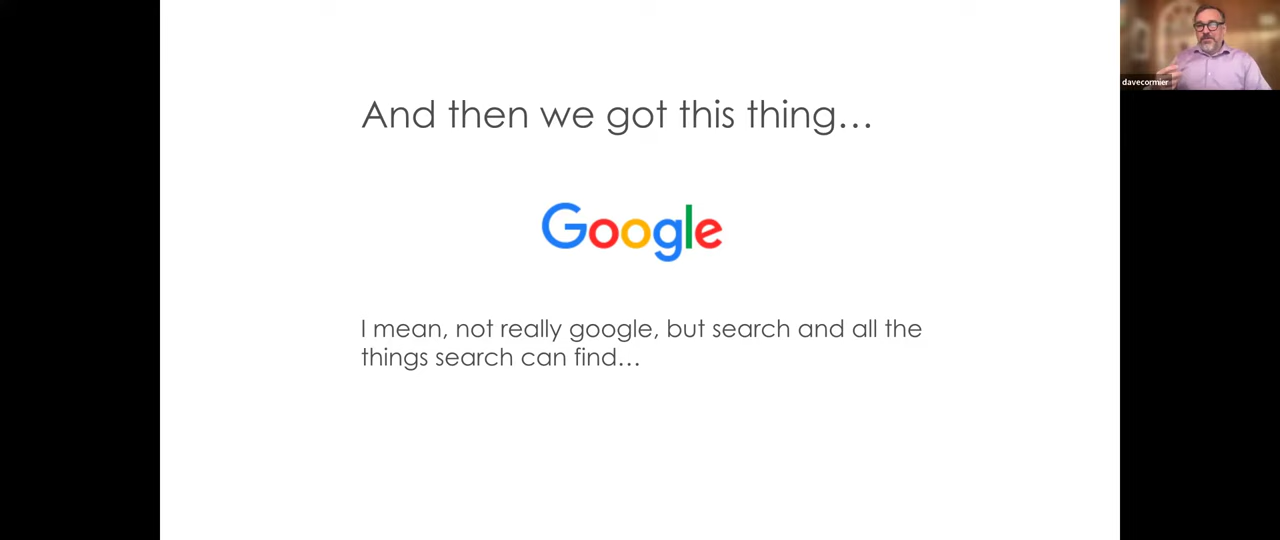 davecormier
And then we got this thing…
Google
I mean, not really google, but search and all the
things search can find…